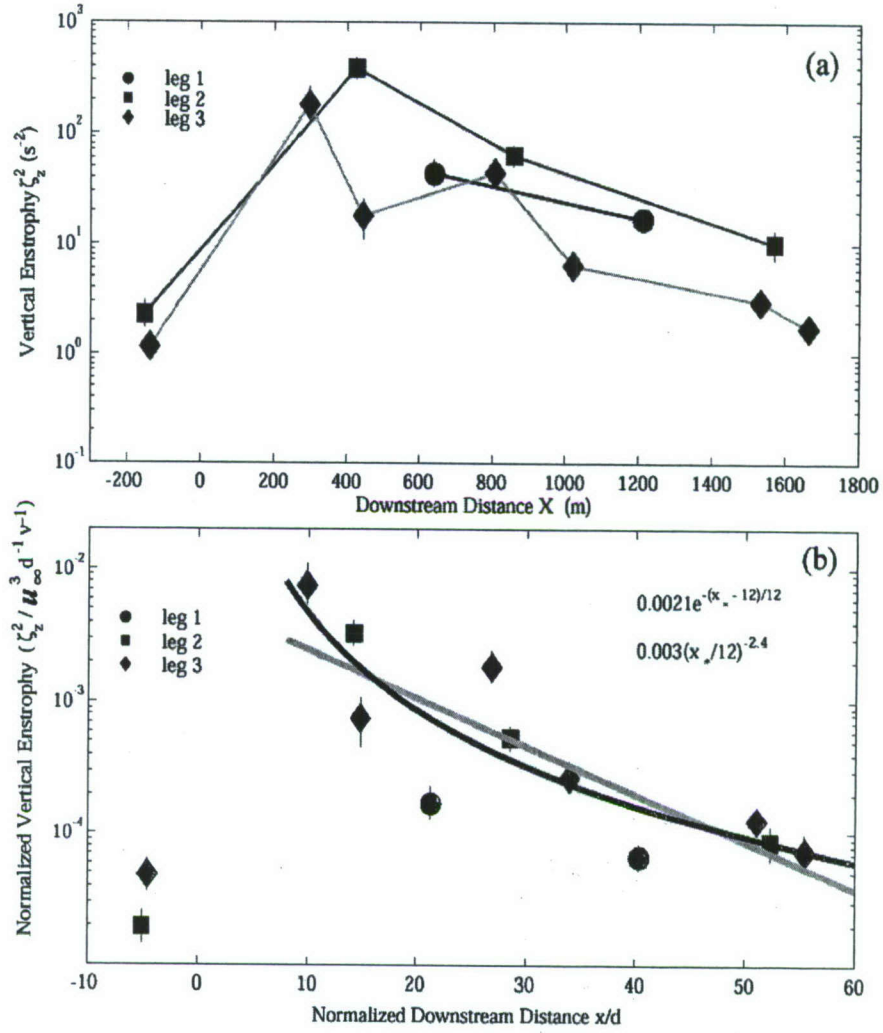 10³
10²
10¹
10⁰
10⁻¹
Vertical Enstrophy ζ_z² (s⁻²)
leg 1
leg 2
leg 3
(a)
-200 0 200 400 600 800 1000 1200 1400 1600 1800
Downstream Distance X (m)
10⁻²
10⁻³
10⁻⁴
Normalized Vertical Enstrophy (ζ_z² / u_∞³ d⁻¹ ν⁻¹)
leg 1
leg 2
leg 3
(b)
0.0021e^-(x_* - 12)/12
0.003(x_*/12)^-2.4
-10 0 10 20 30 40 50 60
Normalized Downstream Distance x/d